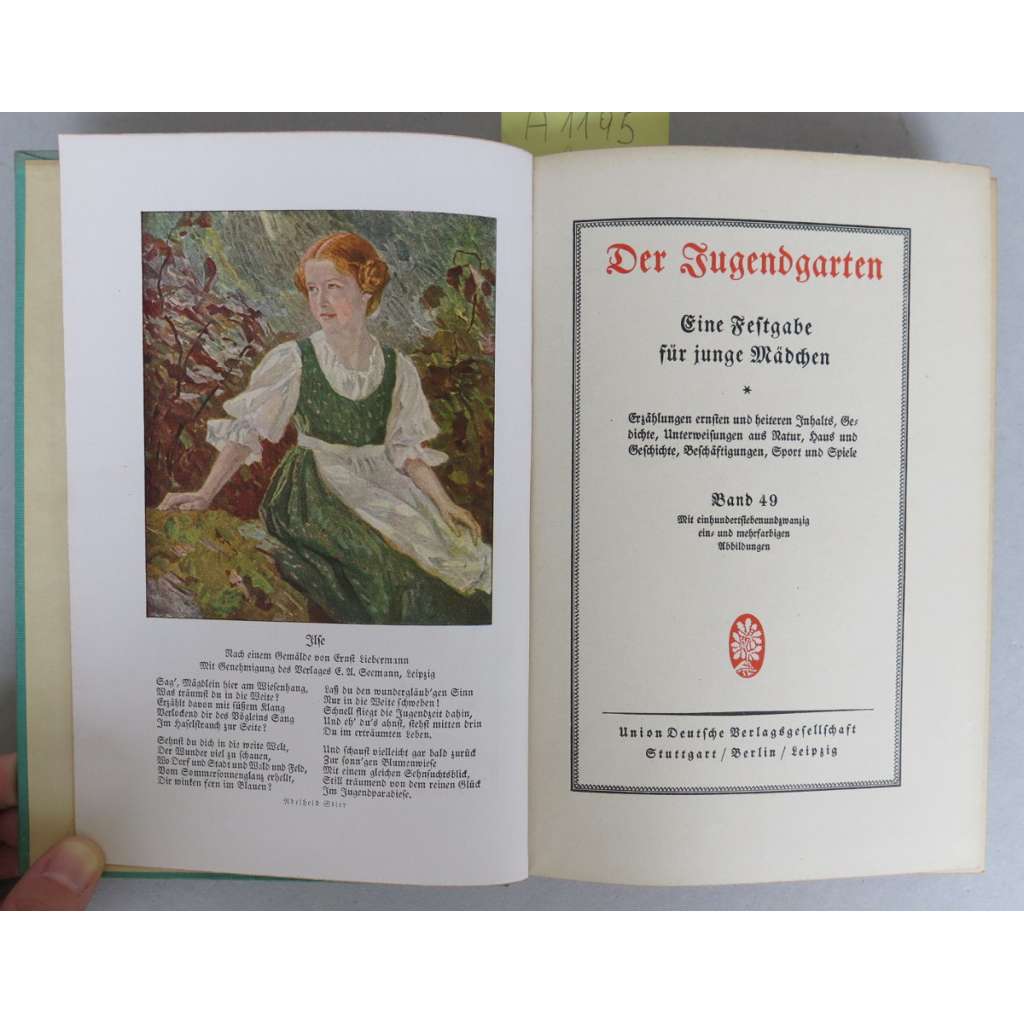 A 1195
Ilse
Nach einem Gemälde von Ernst Liebermann
Mit Genehmigung des Verlages E. A. Seemann, Leipzig
Sag', Mägdlein hier am Wiesenhang,
Was träumst du in die Weite?
Erzählt davon mit süßem Klang
Verlockend dir des Vögleins Sang
Im Haselstrauch zur Seite?
Sehnst du dich in die weite Welt,
Der Wunder viel zu schauen,
Wo Dorf und Stadt und Wald und Feld,
Vom Sommersonnenglanz erhellt,
Dir winken fern im Blauen?
Laß du den wundergläub'gen Sinn
Nur in die Weite schweben!
Schnell fliegt die Jugendzeit dahin,
Und eh' du's ahnst, stehst mitten drin
Du im erträumten Leben.
Und schaust vielleicht gar bald zurück
Zur sonn'gen Blumenwiese
Mit einem gleichen Sehnsuchtsblick,
Still träumend von dem reinen Glück
Im Jugendparadiese.
Adelheid Stier
Der Jugendgarten
Eine Festgabe
für junge Mädchen
*
Erzählungen ernsten und heiteren Inhalts, Ge-
dichte, Unterweisungen aus Natur, Haus und
Geschichte, Beschäftigungen, Sport und Spiele
Band 49
Mit einhundertsiebenundzwanzig
ein- und mehrfarbigen
Abbildungen
Union Deutsche Verlagsgesellschaft
Stuttgart / Berlin / Leipzig